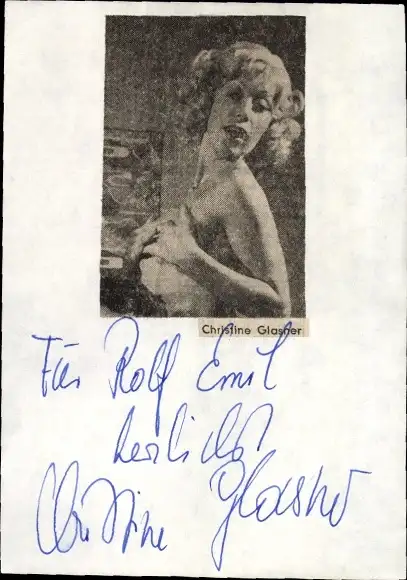 Christine Glasner
Für Rolf Emil
herzlichst
Christine Glasner